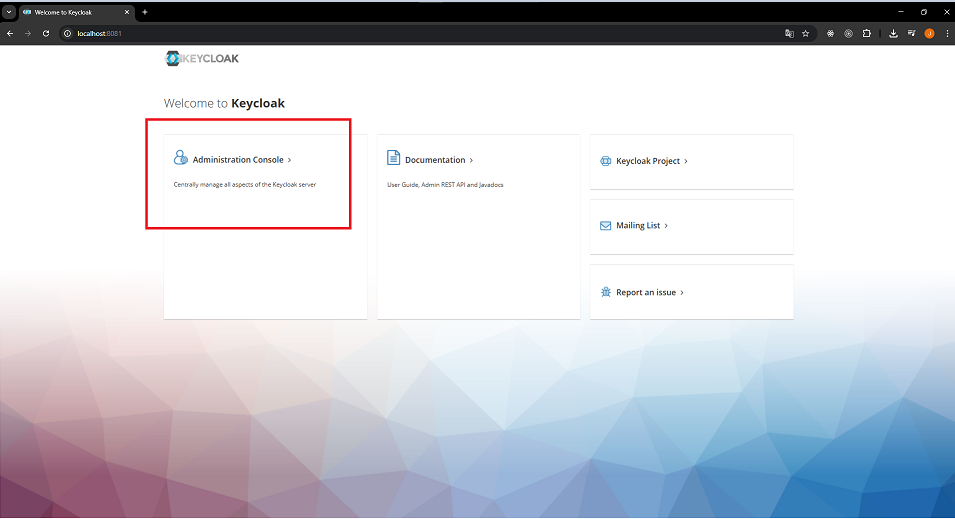 Welcome to Keycloak
localhost:8081
KEYCLOAK
Welcome to Keycloak
Administration Console
Centrally manage all aspects of the Keycloak server
Documentation
User Guide, Admin REST API and Javadocs
Keycloak Project
Mailing List
Report an issue
J